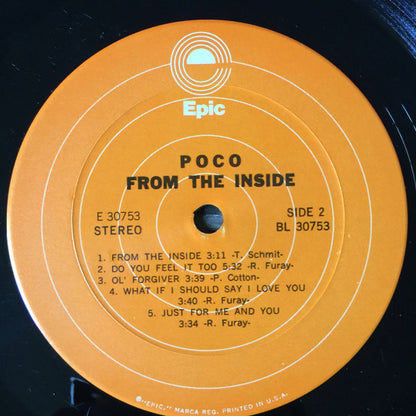 Epic
POCO
FROM THE INSIDE
E 30753 SIDE 2
STEREO BL 30753
1. FROM THE INSIDE 3:11 -T. Schmit-
2. DO YOU FEEL IT TOO 5:32 -R. Furay-
3. OL' FORGIVER 3:39 -P. Cotton-
4. WHAT IF I SHOULD SAY I LOVE YOU
3:40 -R. Furay-
5. JUST FOR ME AND YOU
3:34 -R. Furay-
®"EPIC," MARCA REG. PRINTED IN U.S.A.